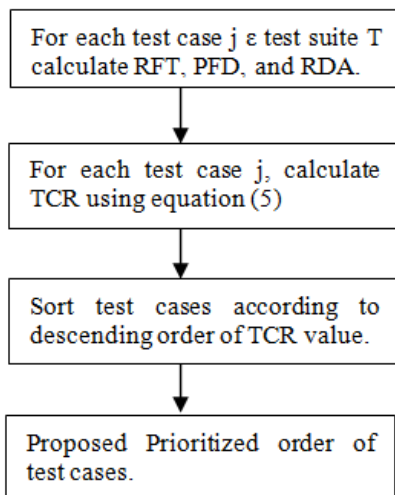 For each test case j ε test suite T
calculate RFT, PFD, and RDA.
For each test case j, calculate
TCR using equation (5)
Sort test cases according to
descending order of TCR value.
Proposed Prioritized order of
test cases.